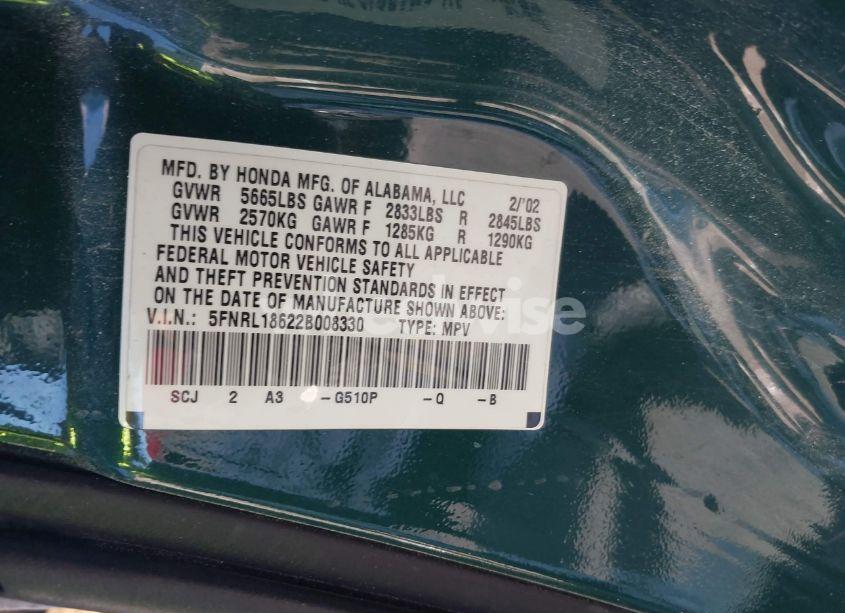 MFD. BY HONDA MFG. OF ALABAMA, LLC 2/'02
GVWR 5665LBS GAWR F 2833LBS R 2845LBS
GVWR 2570KG GAWR F 1285KG R 1290KG
THIS VEHICLE CONFORMS TO ALL APPLICABLE
FEDERAL MOTOR VEHICLE SAFETY
AND THEFT PREVENTION STANDARDS IN EFFECT
ON THE DATE OF MANUFACTURE SHOWN ABOVE:
V.I.N.: 5FNRL18622B008330 TYPE: MPV
SCJ 2 A3 -G510P -Q -B